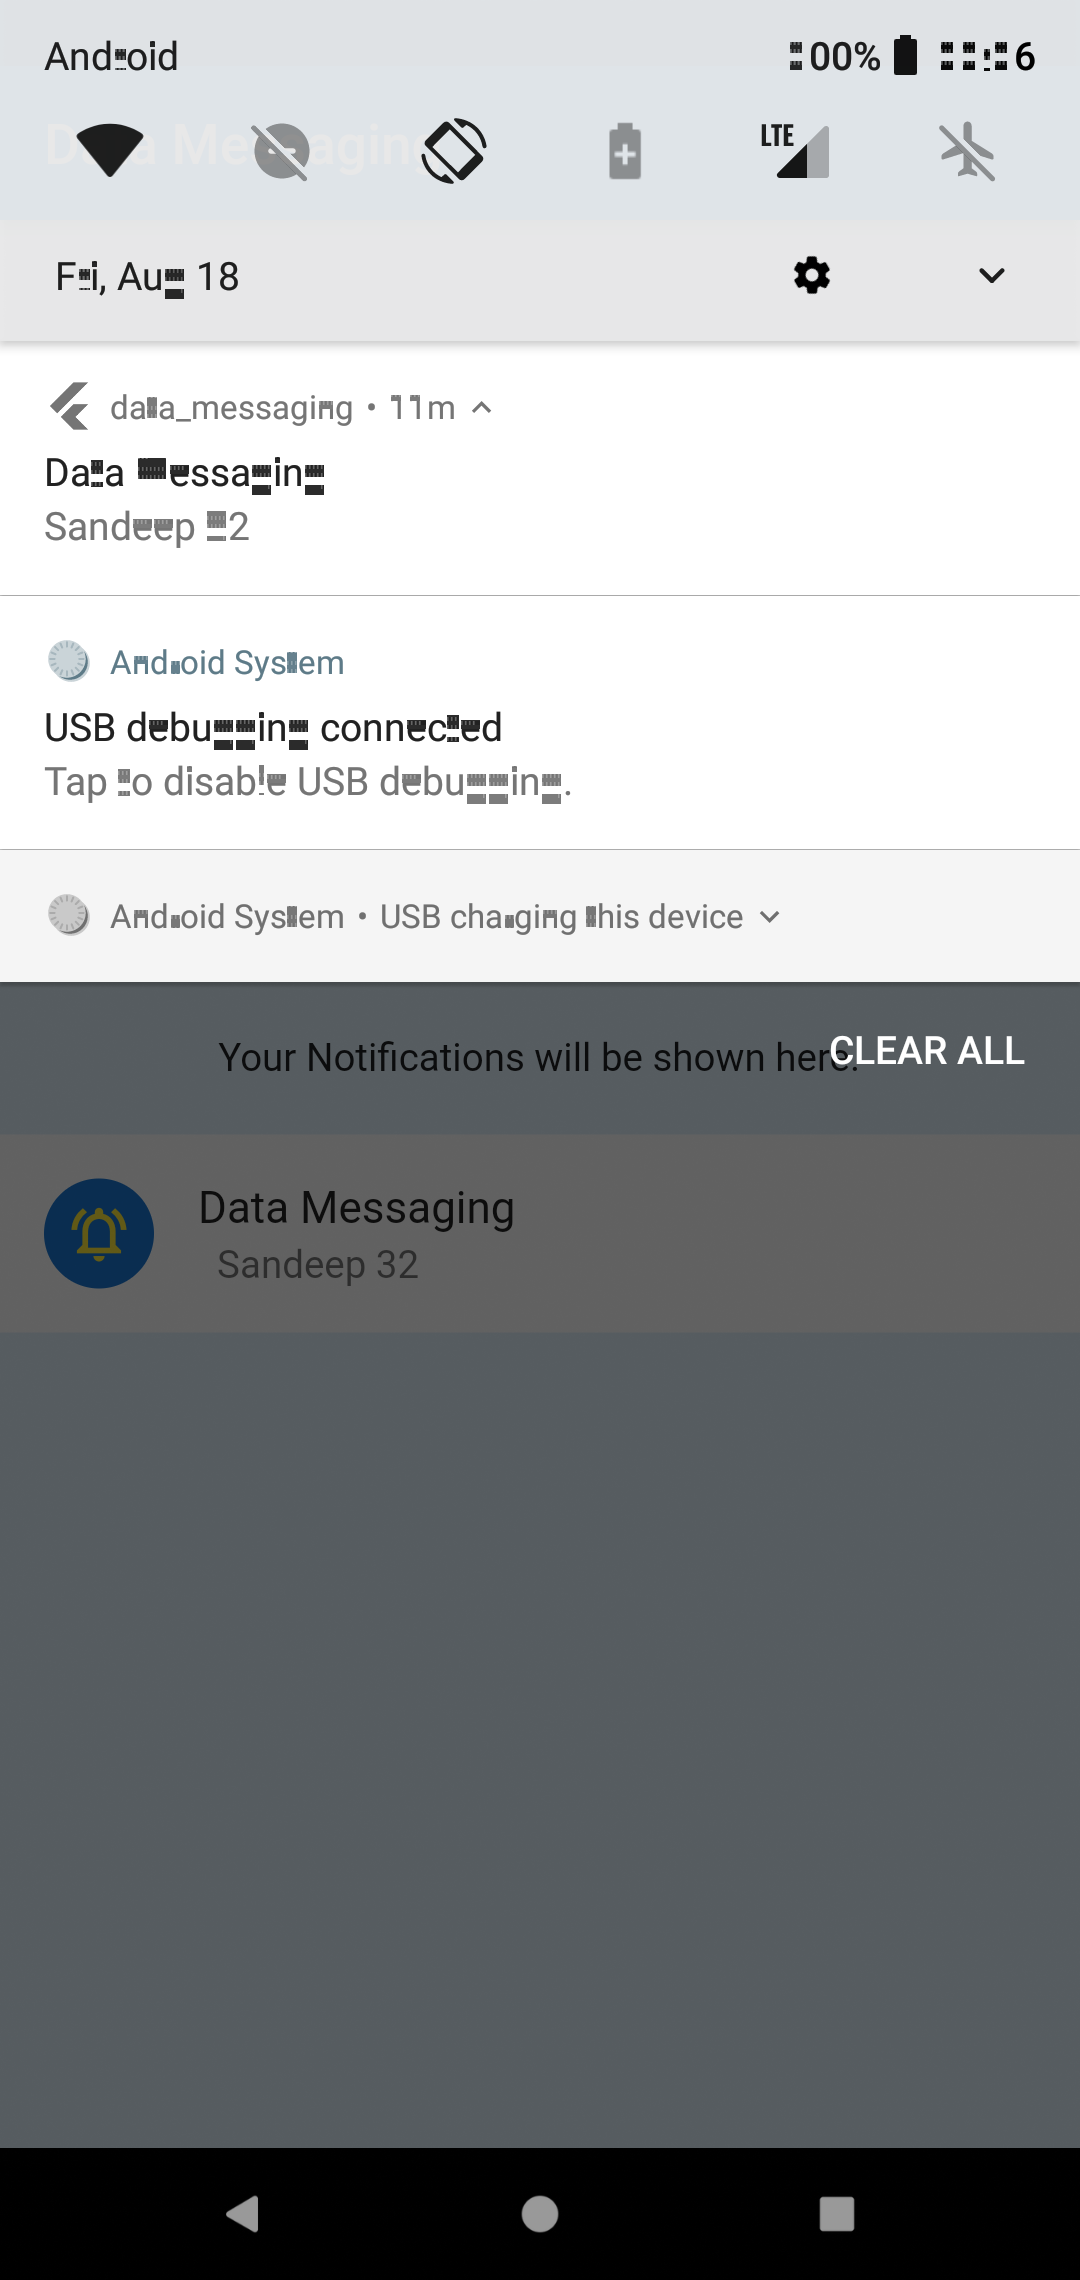 Android 100%
Data Messaging
LTE
Fri, Aug 18
data_messaging • 11m
Data Messaging
Sandeep 32
Android System
USB debugging connected
Tap to disable USB debugging.
Android System • USB charging this device
Your Notifications will be shown here.
CLEAR ALL
Data Messaging
Sandeep 32